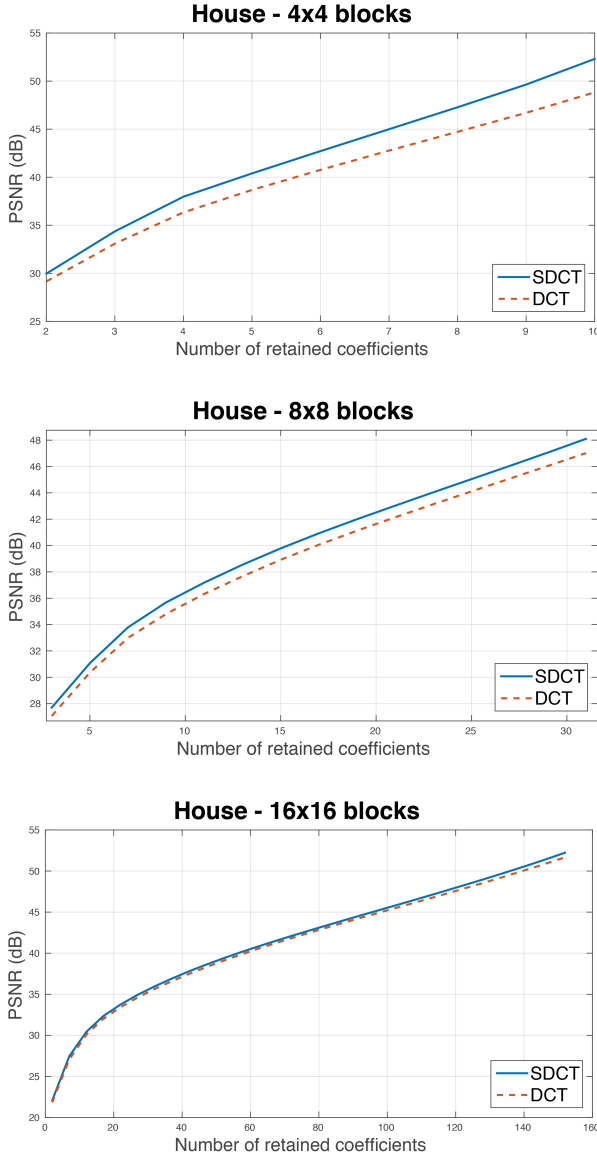 House - 4x4 blocks
55
50
45
40
35
30
25
PSNR (dB)
SDCT
DCT
2 3 4 5 6 7 8 9 10
Number of retained coefficients
House - 8x8 blocks
48
46
44
42
40
38
36
34
32
30
28
PSNR (dB)
SDCT
DCT
5 10 15 20 25 30
Number of retained coefficients
House - 16x16 blocks
55
50
45
40
35
30
25
20
PSNR (dB)
SDCT
DCT
0 20 40 60 80 100 120 140 160
Number of retained coefficients